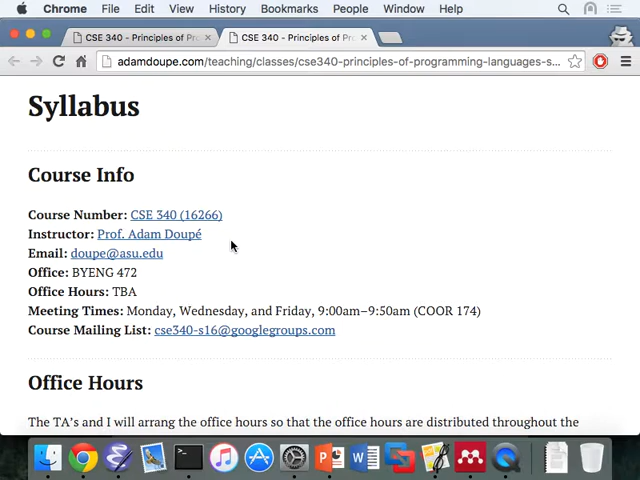 Chrome File Edit View History Bookmarks People Window Help
CSE 340 - Principles of Pro × CSE 340 - Principles of Pro ×
adamdoupe.com/teaching/classes/cse340-principles-of-programming-languages-s...
Syllabus
Course Info
Course Number: CSE 340 (16266)
Instructor: Prof. Adam Doupé
Email: doupe@asu.edu
Office: BYENG 472
Office Hours: TBA
Meeting Times: Monday, Wednesday, and Friday, 9:00am–9:50am (COOR 174)
Course Mailing List: cse340-s16@googlegroups.com
Office Hours
The TA's and I will arrang the office hours so that the office hours are distributed throughout the